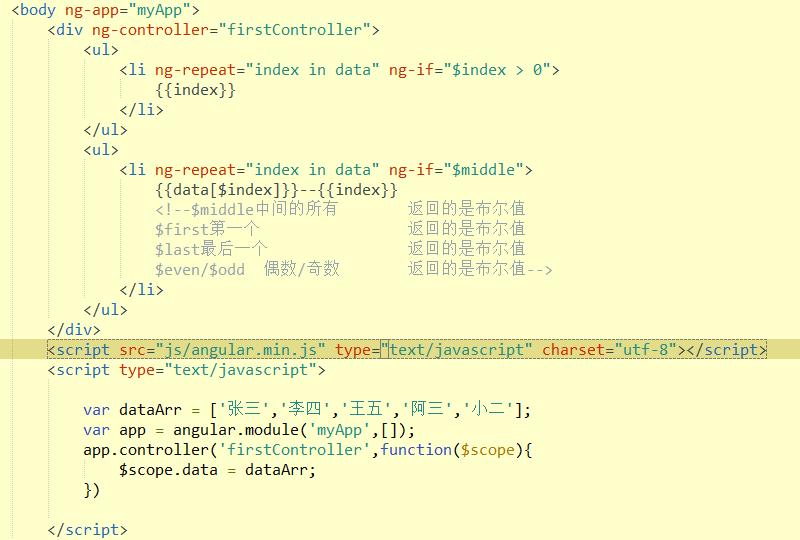 <body ng-app="myApp">
<div ng-controller="firstController">
<ul>
<li ng-repeat="index in data" ng-if="$index > 0">
{{index}}
</li>
</ul>
<ul>
<li ng-repeat="index in data" ng-if="$middle">
{{data[$index]}}--{{index}}
<!--$middle中间的所有 返回的是布尔值
$first第一个 返回的是布尔值
$last最后一个 返回的是布尔值
$even/$odd 偶数/奇数 返回的是布尔值-->
</li>
</ul>
</div>
<script src="js/angular.min.js" type="text/javascript" charset="utf-8"></script>
<script type="text/javascript">
var dataArr = ['张三','李四','王五','阿三','小二'];
var app = angular.module('myApp',[]);
app.controller('firstController',function($scope){
$scope.data = dataArr;
})
</script>